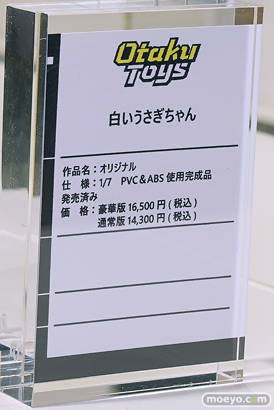 Otaku
Toys
白いうさぎちゃん
作品名：オリジナル
仕　様：1/7　PVC＆ABS 使用完成品
発売済み
価　格：豪華版 16,500 円 ( 税込 )
通常版 14,300 円 ( 税込 )
moeyo.com